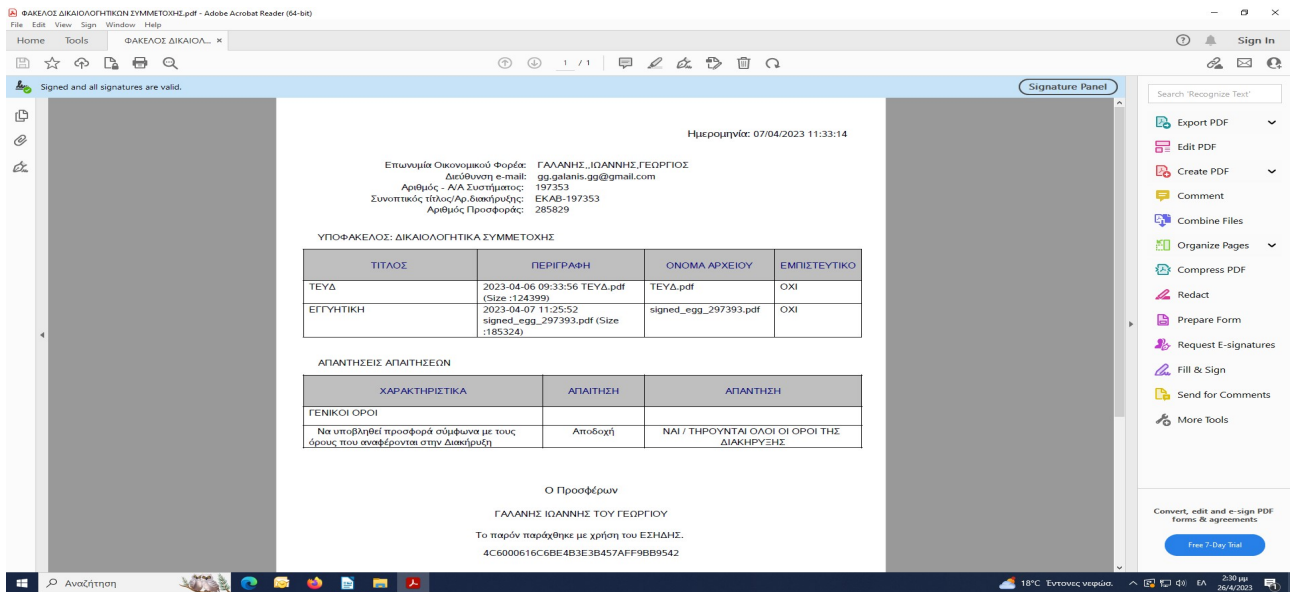 ΦΑΚΕΛΟΣ ΔΙΚΑΙΟΛΟΓΗΤΙΚΩΝ ΣΥΜΜΕΤΟΧΗΣ.pdf - Adobe Acrobat Reader (64-bit)
File Edit View Sign Window Help
Home Tools ΦΑΚΕΛΟΣ ΔΙΚΑΙΟΛ... × Sign In
1 / 1
Signed and all signatures are valid. Signature Panel
Search 'Recognize Text'
Export PDF
Edit PDF
Create PDF
Comment
Combine Files
Organize Pages
Compress PDF
Redact
Prepare Form
Request E-signatures
Fill & Sign
Send for Comments
More Tools
Convert, edit and e-sign PDF
forms & agreements
Free 7-Day Trial
Ημερομηνία: 07/04/2023 11:33:14
Επωνυμία Οικονομικού Φορέα: ΓΑΛΑΝΗΣ,,ΙΩΑΝΝΗΣ,ΓΕΩΡΓΙΟΣ
Διεύθυνση e-mail: gg.galanis.gg@gmail.com
Αριθμός - Α/Α Συστήματος: 197353
Συνοπτικός τίτλος/Αρ.διακήρυξης: ΕΚΑΒ-197353
Αριθμός Προσφοράς: 285829
ΥΠΟΦΑΚΕΛΟΣ: ΔΙΚΑΙΟΛΟΓΗΤΙΚΑ ΣΥΜΜΕΤΟΧΗΣ
ΤΙΤΛΟΣ ΠΕΡΙΓΡΑΦΗ ΟΝΟΜΑ ΑΡΧΕΙΟΥ ΕΜΠΙΣΤΕΥΤΙΚΟ
ΤΕΥΔ 2023-04-06 09:33:56 ΤΕΥΔ.pdf ΤΕΥΔ.pdf ΟΧΙ
(Size :124399)
ΕΓΓΥΗΤΙΚΗ 2023-04-07 11:25:52 signed_egg_297393.pdf ΟΧΙ
signed_egg_297393.pdf (Size
:185324)
ΑΠΑΝΤΗΣΕΙΣ ΑΠΑΙΤΗΣΕΩΝ
ΧΑΡΑΚΤΗΡΙΣΤΙΚΑ ΑΠΑΙΤΗΣΗ ΑΠΑΝΤΗΣΗ
ΓΕΝΙΚΟΙ ΟΡΟΙ
Να υποβληθεί προσφορά σύμφωνα με τους Αποδοχή ΝΑΙ / ΤΗΡΟΥΝΤΑΙ ΟΛΟΙ ΟΙ ΟΡΟΙ ΤΗΣ
όρους που αναφέρονται στην Διακήρυξη ΔΙΑΚΗΡΥΞΗΣ
Ο Προσφέρων
ΓΑΛΑΝΗΣ ΙΩΑΝΝΗΣ ΤΟΥ ΓΕΩΡΓΙΟΥ
Το παρόν παράχθηκε με χρήση του ΕΣΗΔΗΣ.
4C6000616C6BE4B3E3B457AFF9BB9542
Αναζήτηση
18°C Έντονες νεφώσ. ΕΛ 2:30 μμ
26/4/2023